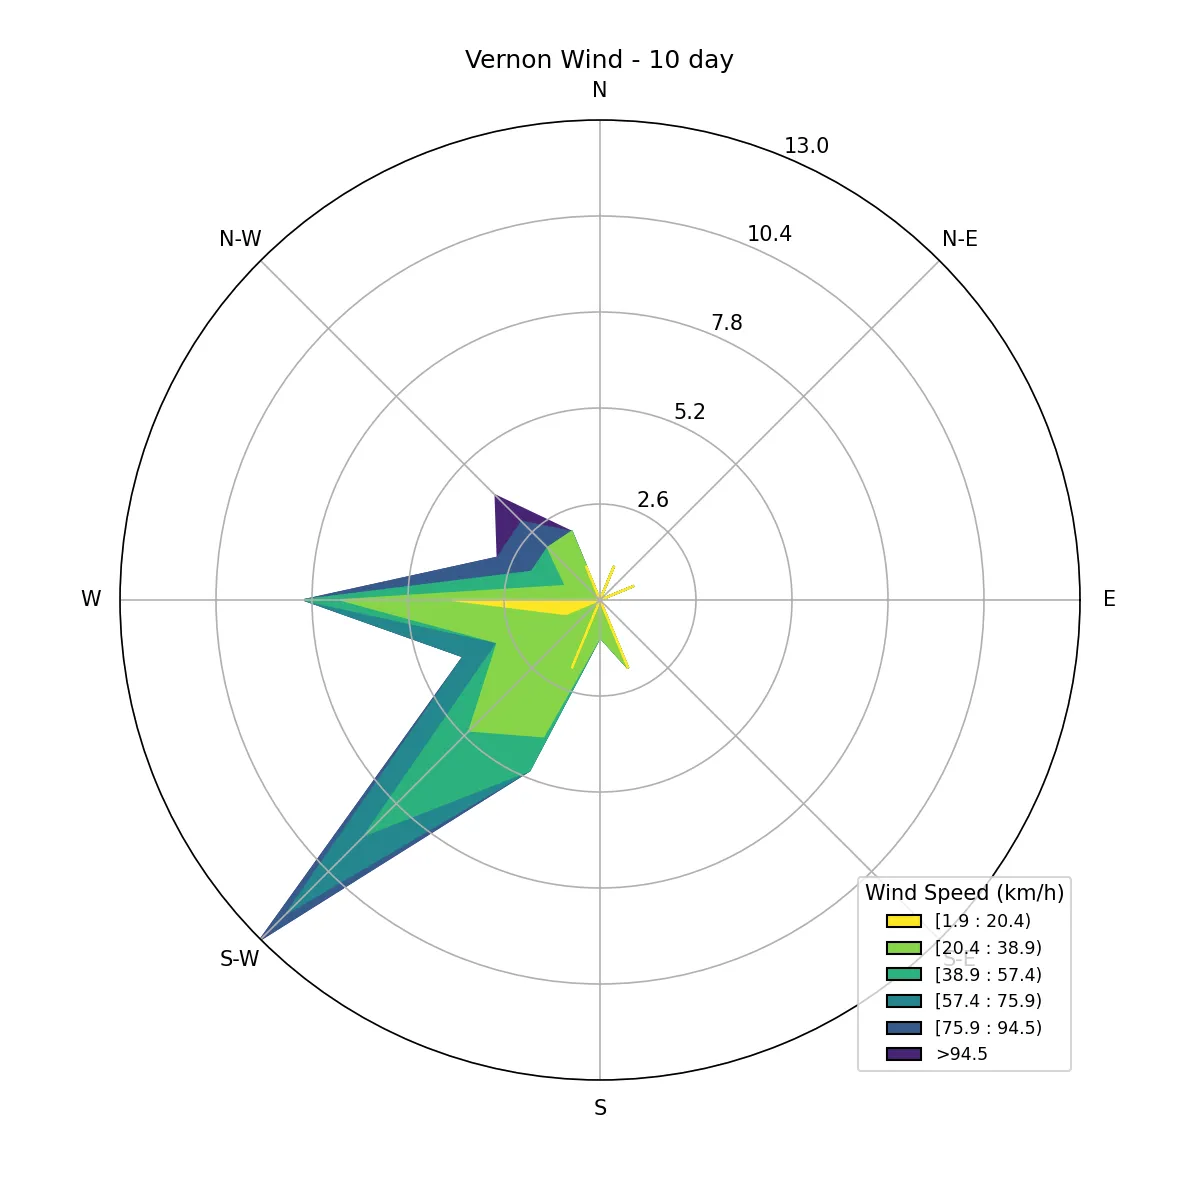 Vernon Wind - 10 day
N
13.0
N-W
N-E
10.4
7.8
5.2
2.6
W
E
S-W
S-E
S
Wind Speed (km/h)
[1.9 : 20.4)
[20.4 : 38.9)
[38.9 : 57.4)
[57.4 : 75.9)
[75.9 : 94.5)
>94.5